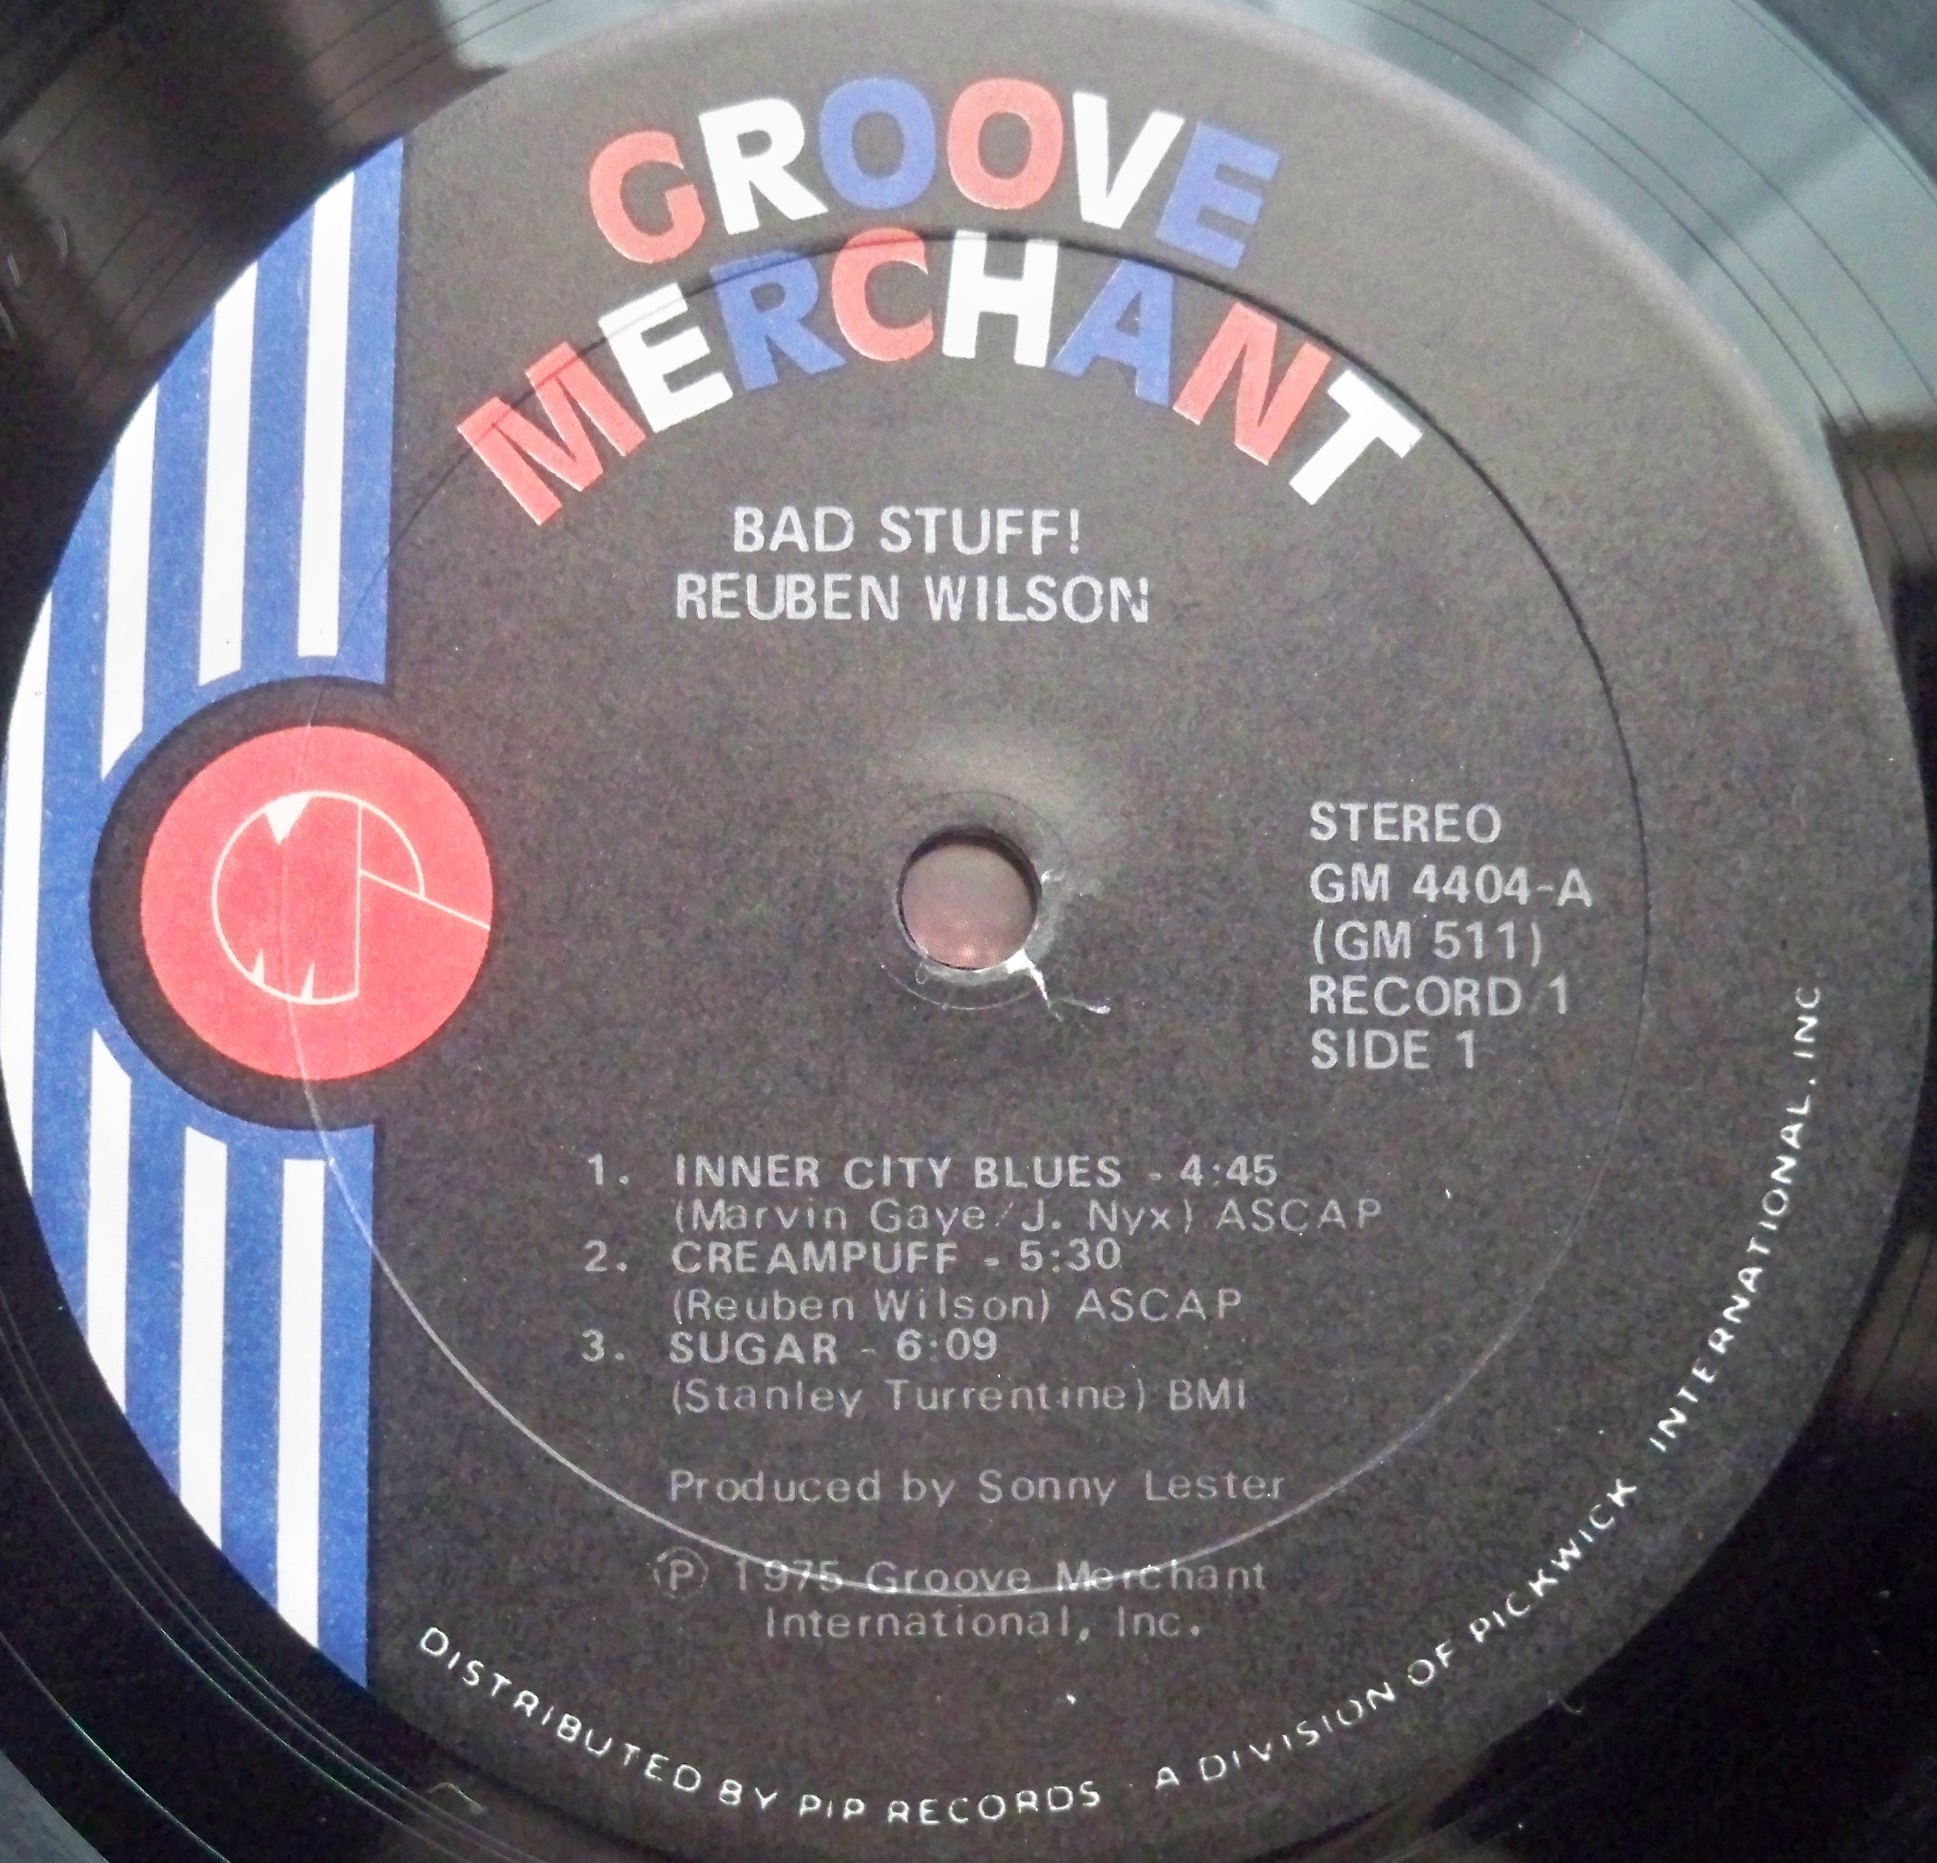 GROOVE
MERCHANT
BAD STUFF!
REUBEN WILSON
STEREO
GM 4404-A
(GM 511)
RECORD 1
SIDE 1
1. INNER CITY BLUES - 4:45
(Marvin Gaye/J. Nyx) ASCAP
2. CREAMPUFF - 5:30
(Reuben Wilson) ASCAP
3. SUGAR - 6:09
(Stanley Turrentine) BMI
Produced by Sonny Lester
Ⓟ 1975 Groove Merchant
International, Inc.
DISTRIBUTED BY PIP RECORDS · A DIVISION OF PICKWICK INTERNATIONAL, INC.